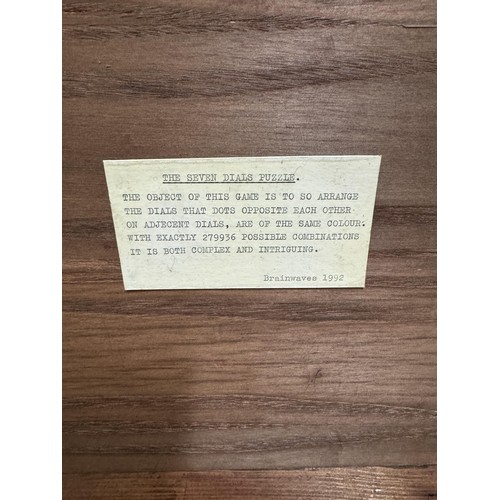 THE SEVEN DIALS PUZZLE.
THE OBJECT OF THIS GAME IS TO SO ARRANGE
THE DIALS THAT DOTS OPPOSITE EACH OTHER
ON ADJECENT DIALS, ARE OF THE SAME COLOUR.
WITH EXACTLY 279936 POSSIBLE COMBINATIONS
IT IS BOTH COMPLEX AND INTRIGUING.
Brainwaves 1992